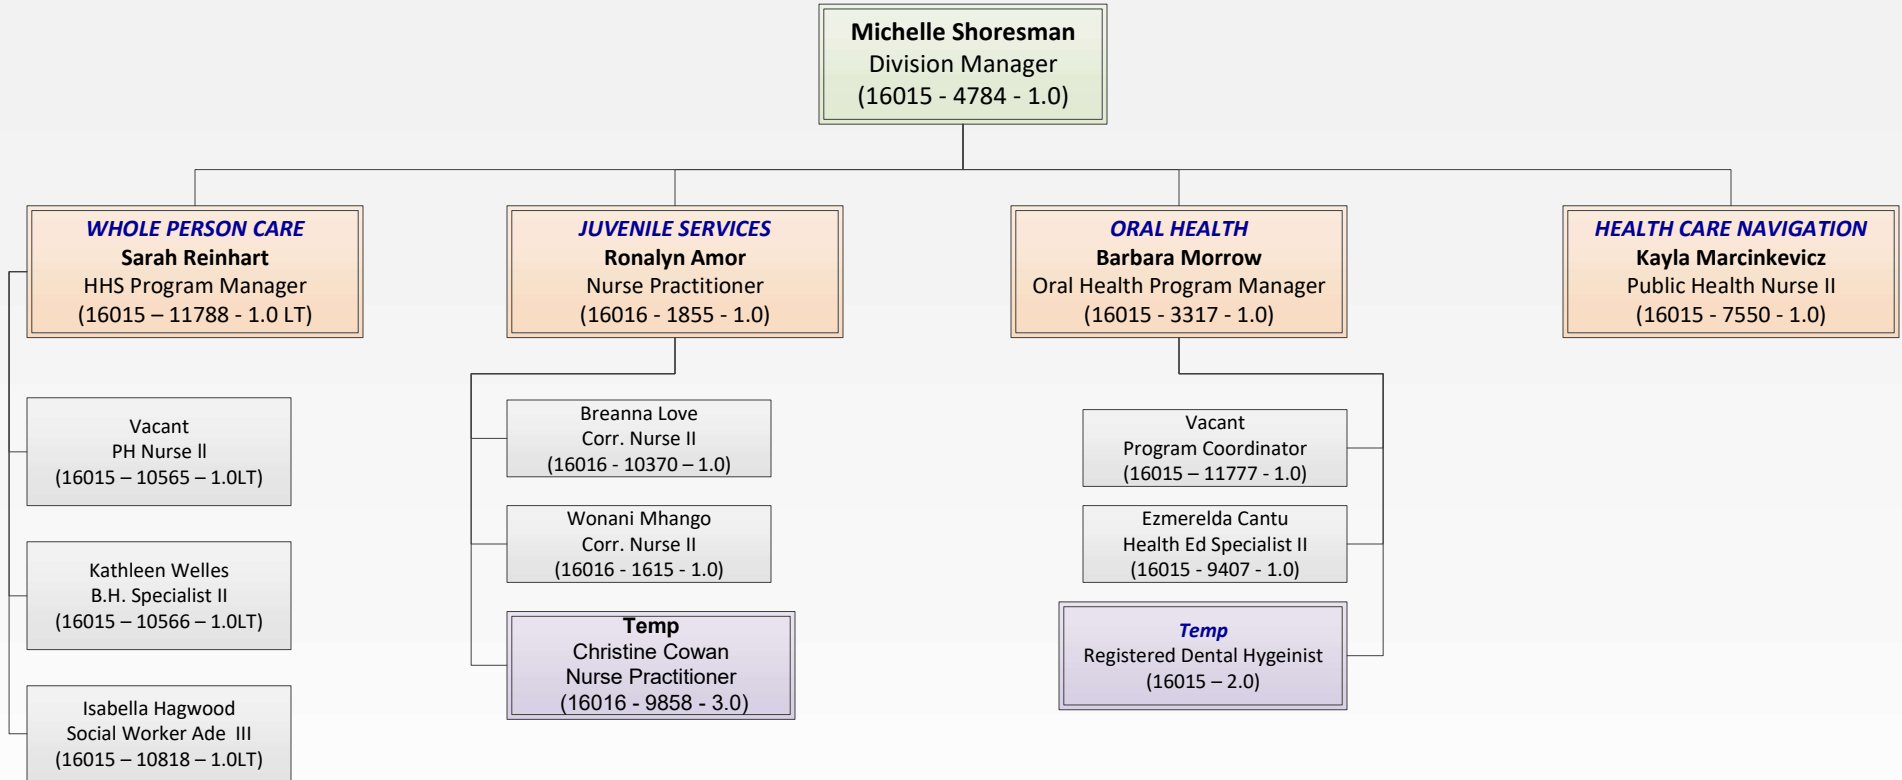 Michelle Shoresman
Division Manager
(16015 - 4784 - 1.0)
WHOLE PERSON CARE
Sarah Reinhart
HHS Program Manager
(16015 – 11788 - 1.0 LT)
JUVENILE SERVICES
Ronalyn Amor
Nurse Practitioner
(16016 - 1855 - 1.0)
ORAL HEALTH
Barbara Morrow
Oral Health Program Manager
(16015 - 3317 - 1.0)
HEALTH CARE NAVIGATION
Kayla Marcinkevicz
Public Health Nurse II
(16015 - 7550 - 1.0)
Vacant
PH Nurse ll
(16015 – 10565 – 1.0LT)
Kathleen Welles
B.H. Specialist II
(16015 – 10566 – 1.0LT)
Isabella Hagwood
Social Worker Ade  III
(16015 – 10818 – 1.0LT)
Breanna Love
Corr. Nurse II
(16016 - 10370 – 1.0)
Wonani Mhango
Corr. Nurse II
(16016 - 1615 - 1.0)
Temp
Christine Cowan
Nurse Practitioner
(16016 - 9858 - 3.0)
Vacant
Program Coordinator
(16015 – 11777 - 1.0)
Ezmerelda Cantu
Health Ed Specialist II
(16015 - 9407 - 1.0)
Temp
Registered Dental Hygeinist
(16015 – 2.0)